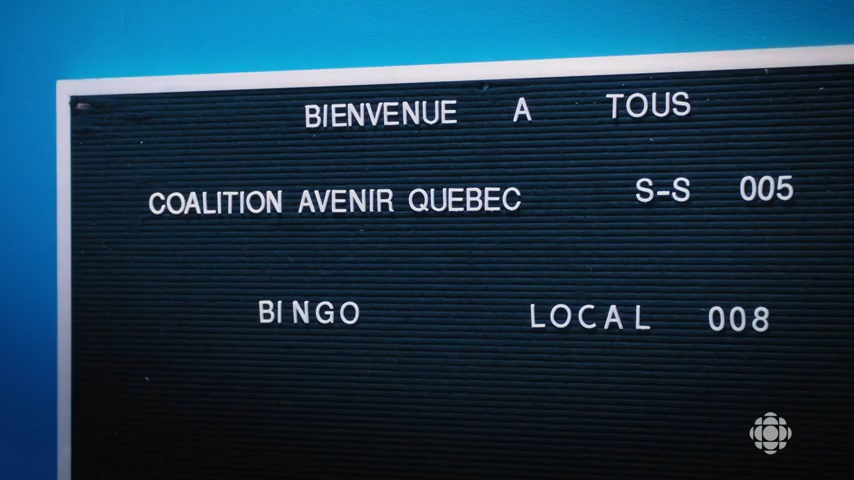 BIENVENUE A TOUS
COALITION AVENIR QUEBEC S-S 005
BINGO LOCAL 008